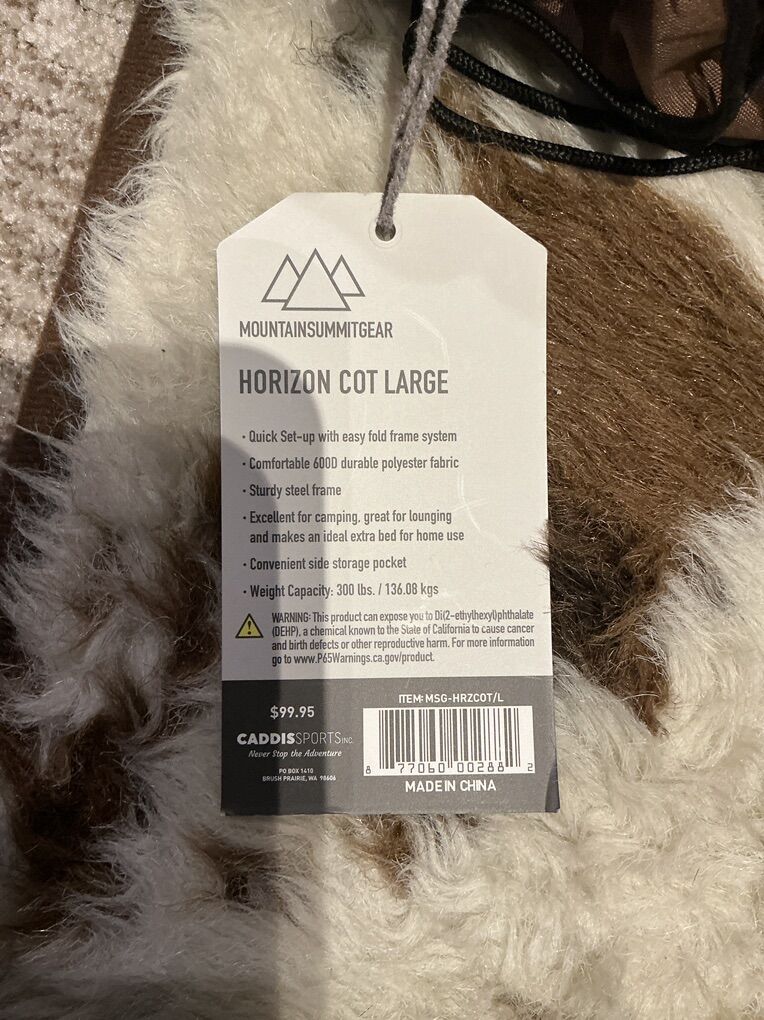 MOUNTAINSUMMITGEAR
HORIZON COT LARGE
• Quick Set-up with easy fold frame system
• Comfortable 600D durable polyester fabric
• Sturdy steel frame
• Excellent for camping, great for lounging
and makes an ideal extra bed for home use
• Convenient side storage pocket
• Weight Capacity: 300 lbs. / 136.08 kgs
WARNING: This product can expose you to Di(2-ethylhexyl)phthalate
(DEHP), a chemical known to the State of California to cause cancer
and birth defects or other reproductive harm. For more information
go to www.P65Warnings.ca.gov/product.
$99.95
CADDISSPORTS INC.
Never Stop the Adventure
PO BOX 1410
BRUSH PRAIRIE, WA 98606
ITEM: MSG-HRZCOT/L
8 77060 00288 2
MADE IN CHINA